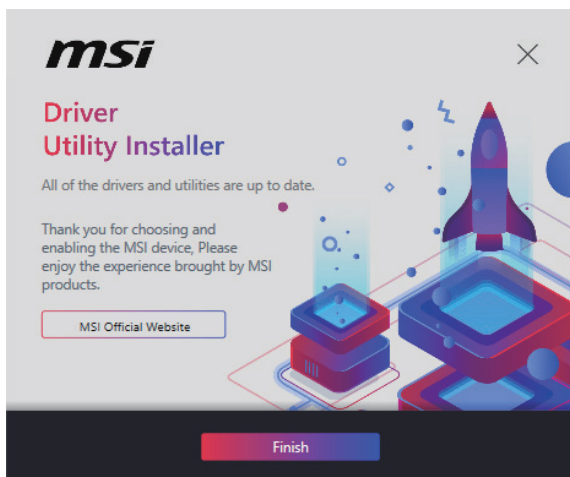 msi
Driver
Utility Installer
All of the drivers and utilities are up to date.
Thank you for choosing and
enabling the MSI device, Please
enjoy the experience brought by MSI
products.
MSI Official Website
Finish